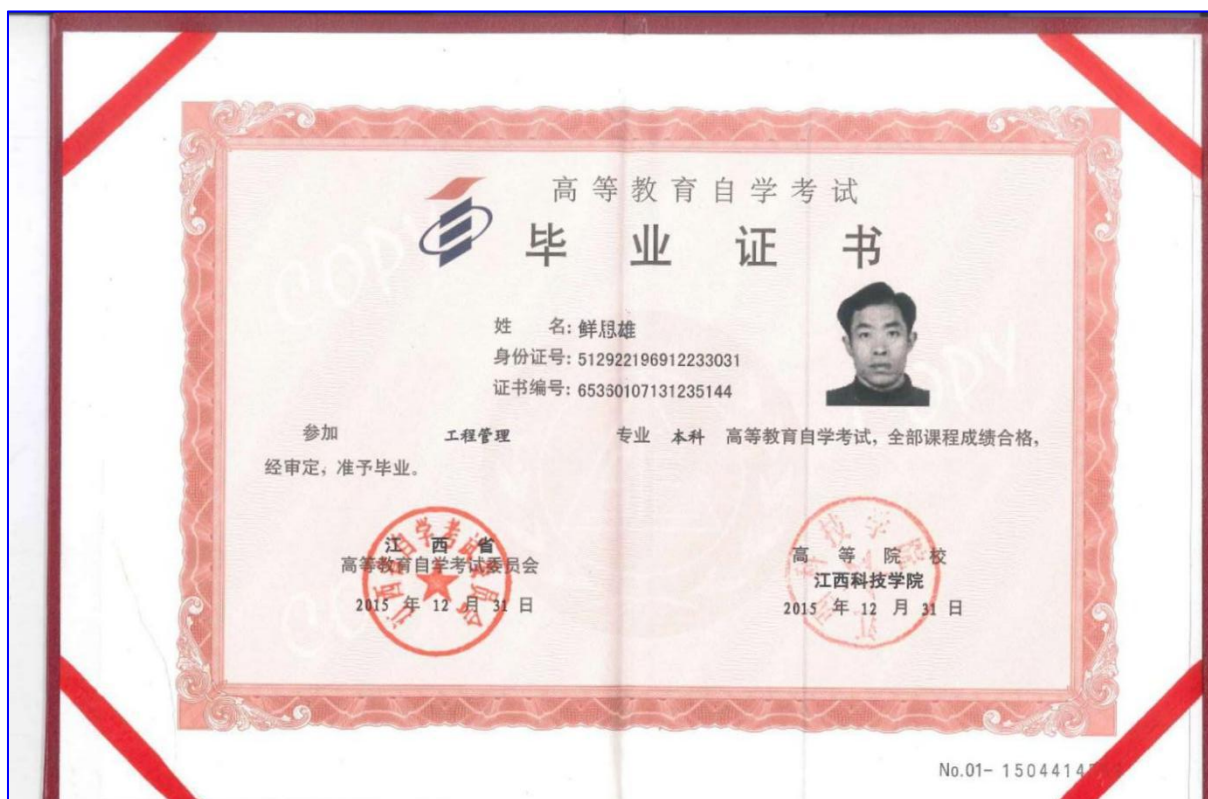 高等教育自学考试
毕业证书
姓 名: 鲜思雄
身份证号: 512922196912233031
证书编号: 65360107131235144
参加 工程管理 专业 本科 高等教育自学考试，全部课程成绩合格，
经审定，准予毕业。
江西省
高等教育自学考试委员会
2015 年 12 月 31 日
高等院校
江西科技学院
2015 年 12 月 31 日
No.01- 1504414
COPY
COPY